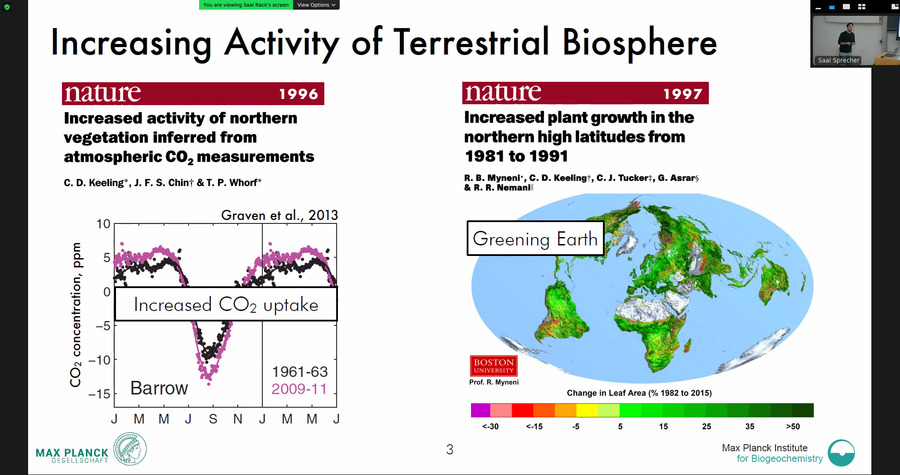 You are viewing Saal Rack's screen
View Options
Saal Sprecher
Increasing Activity of Terrestrial Biosphere
nature 1996
Increased activity of northern
vegetation inferred from
atmospheric CO₂ measurements
C. D. Keeling*, J. F. S. Chin† & T. P. Whorf*
Graven et al., 2013
CO₂ concentration, ppm
10
5
0
−5
−10
−15
Increased CO₂ uptake
Barrow
1961-63
2009-11
J M M J S N J M M J
MAX PLANCK
GESELLSCHAFT
nature 1997
Increased plant growth in the
northern high latitudes from
1981 to 1991
R. B. Myneni*, C. D. Keeling†, C. J. Tucker‡, G. Asrar§
& R. R. Nemani‖
Greening Earth
BOSTON
UNIVERSITY
Prof. R. Myneni
Change in Leaf Area (% 1982 to 2015)
<-30 <-15 -5 5 15 25 35 >50
3
Max Planck Institute
for Biogeochemistry